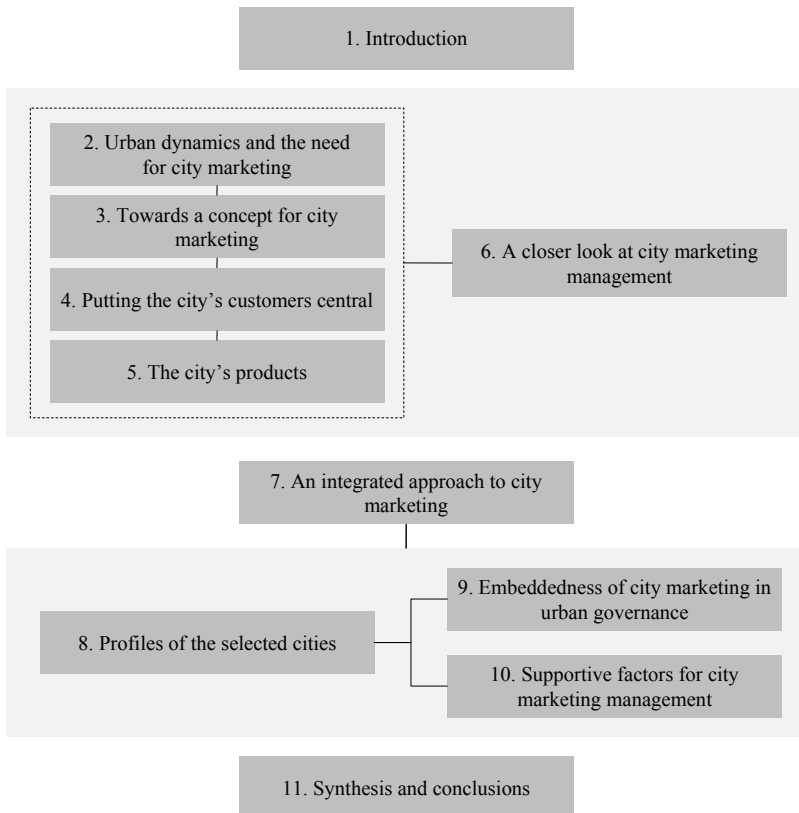 1. Introduction
2. Urban dynamics and the need
for city marketing
3. Towards a concept for city
marketing
4. Putting the city’s customers central
5. The city’s products
6. A closer look at city marketing
management
7. An integrated approach to city
marketing
8. Profiles of the selected cities
9. Embeddedness of city marketing in
urban governance
10. Supportive factors for city
marketing management
11. Synthesis and conclusions